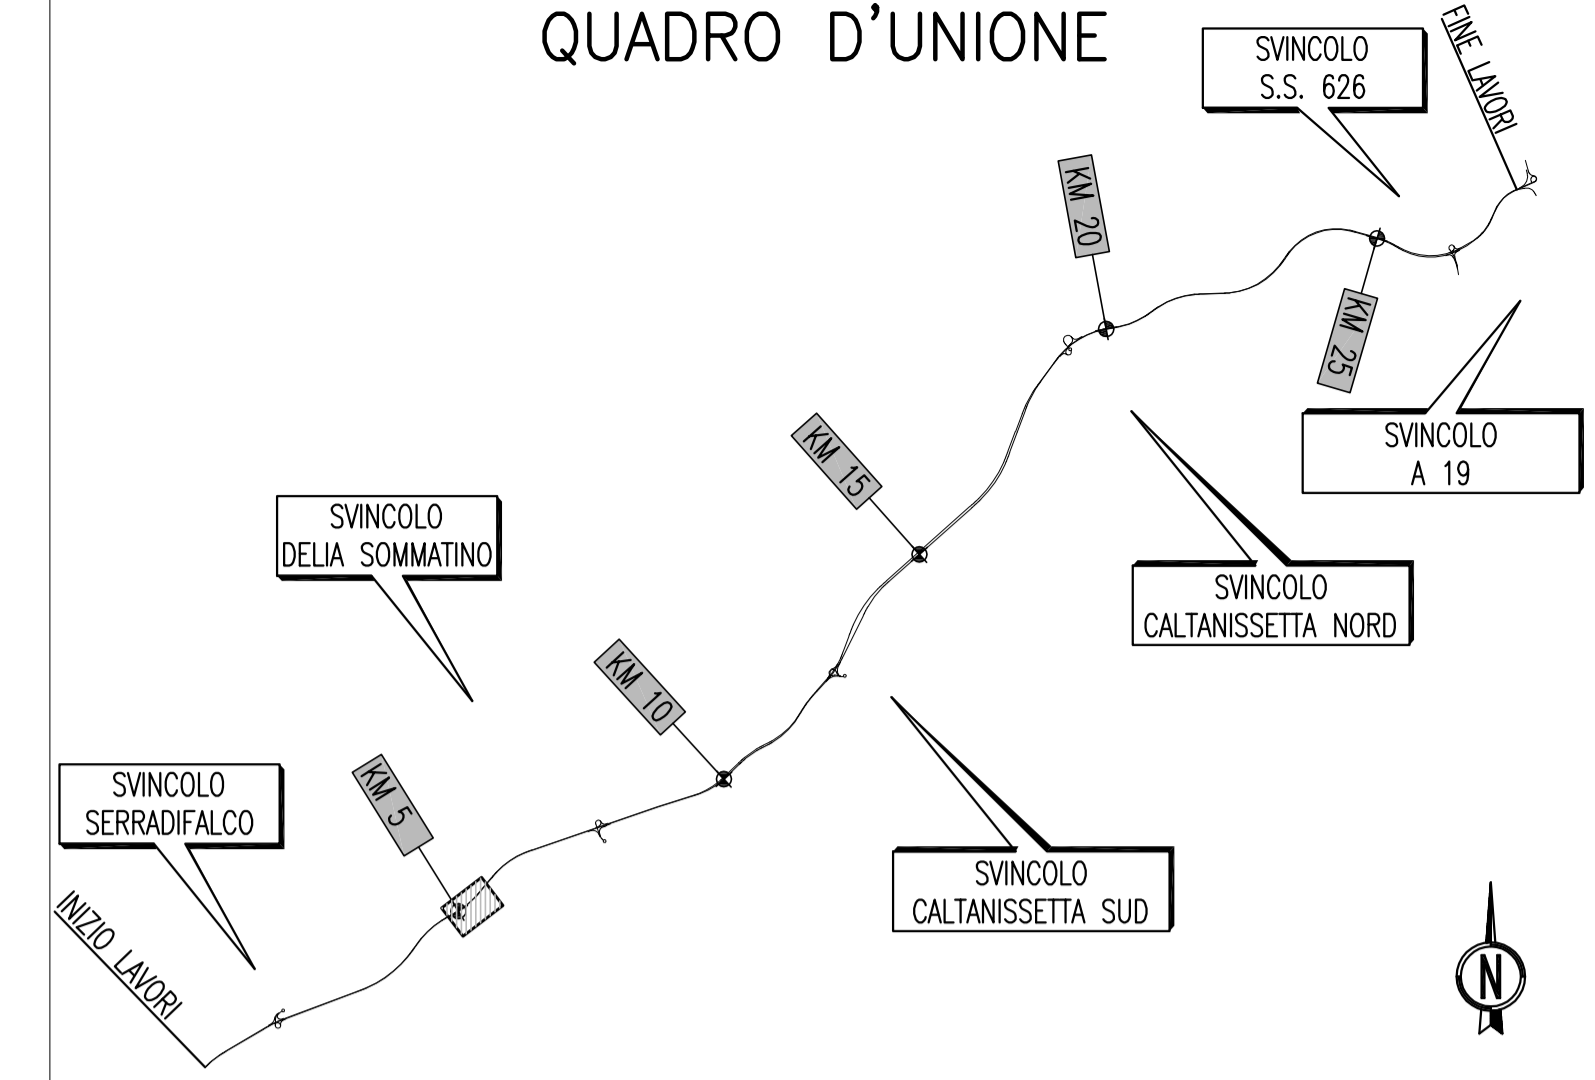 QUADRO D'UNIONE
SVINCOLO
S.S. 626
FINE LAVORI
KM 20
KM 25
SVINCOLO
A 19
KM 15
SVINCOLO
DELIA SOMMATINO
SVINCOLO
CALTANISSETTA NORD
KM 10
KM 5
SVINCOLO
SERRADIFALCO
SVINCOLO
CALTANISSETTA SUD
INIZIO LAVORI
N